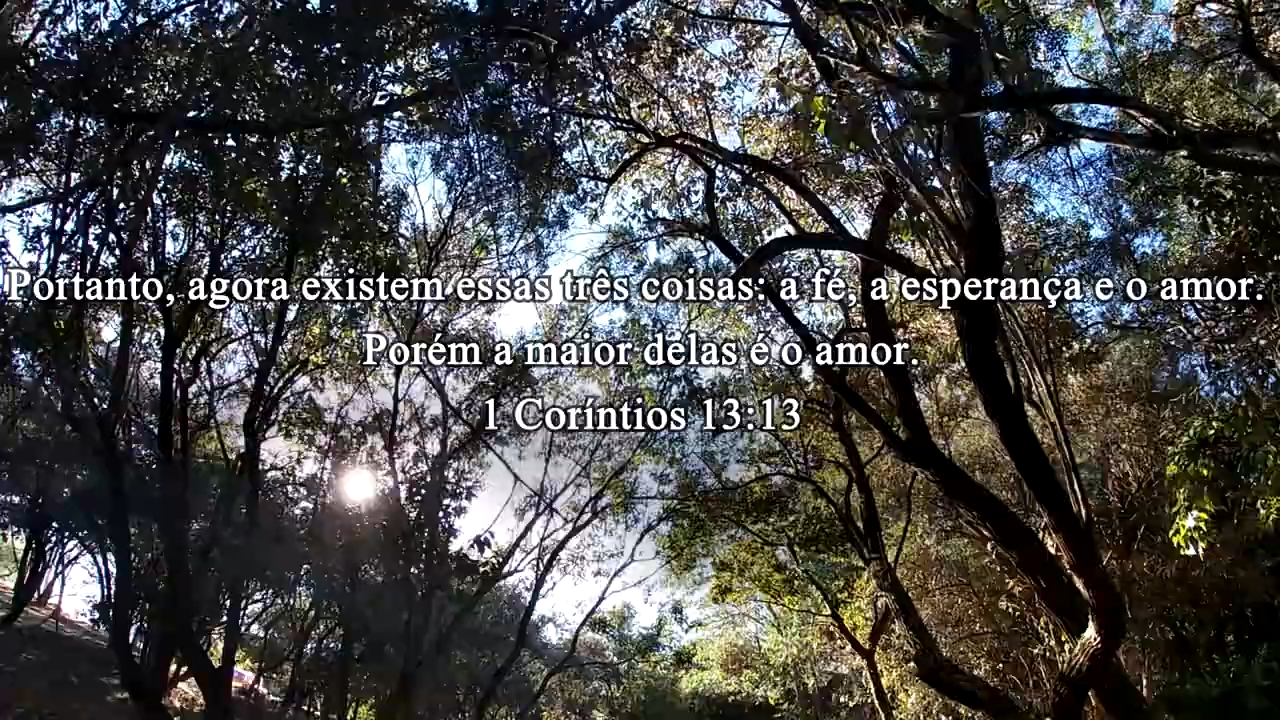 Portanto, agora existem essas três coisas: a fé, a esperança e o amor.
Porém a maior delas é o amor.
1 Coríntios 13:13